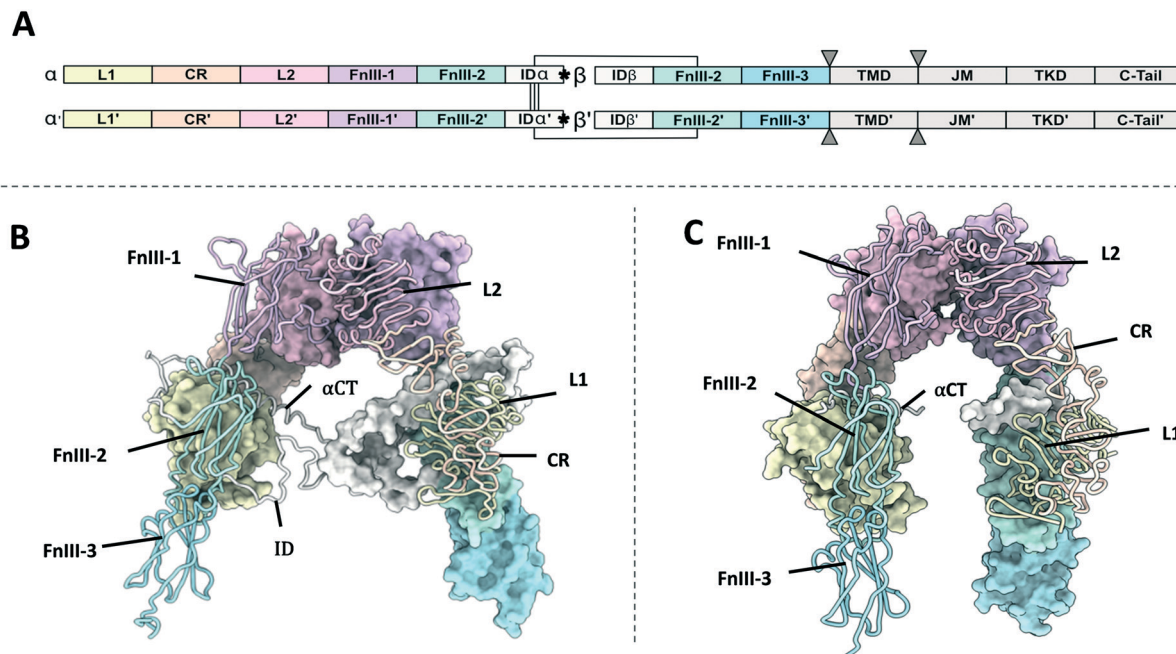 A
α L1 CR L2 FnIII-1 FnIII-2 IDα * β IDβ FnIII-2 FnIII-3 TMD JM TKD C-Tail
α' L1' CR' L2' FnIII-1' FnIII-2' IDα' * β' IDβ' FnIII-2' FnIII-3' TMD' JM' TKD' C-Tail'
B
FnIII-1
L2
αCT
L1
FnIII-2
CR
FnIII-3
ID
C
FnIII-1
L2
CR
FnIII-2
αCT
L1
FnIII-3